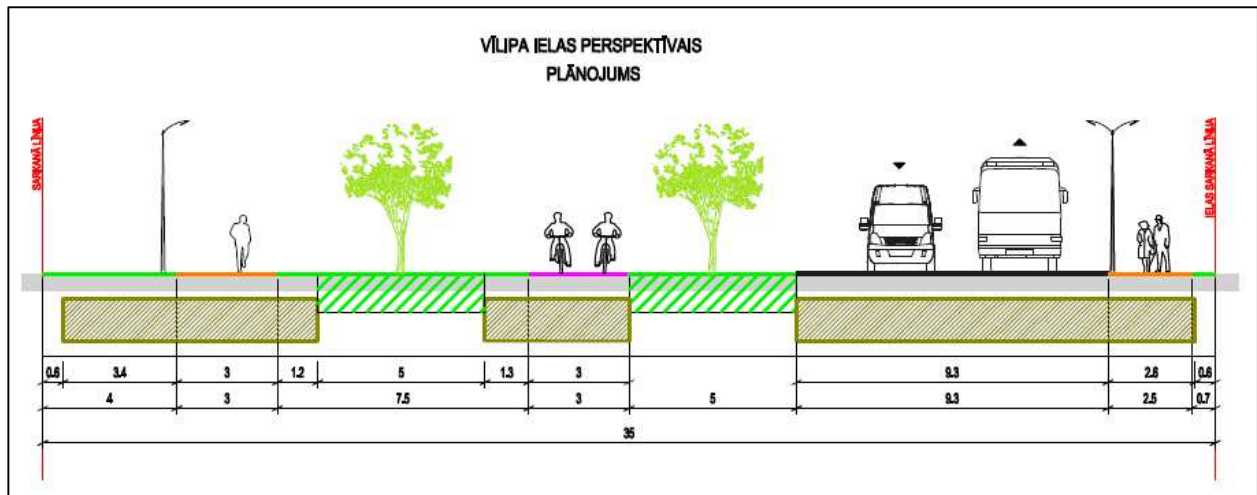 VĪLIPA IELAS PERSPEKTĪVAIS
PLĀNOJUMS
SARKANĀ LĪNIJA
IELAS SARKANĀ LĪNIJA
0.6 3.4 3 1.2 5 1.3 3 9.3 2.6 0.6
4 3 7.5 3 5 9.3 2.5 0.7
35